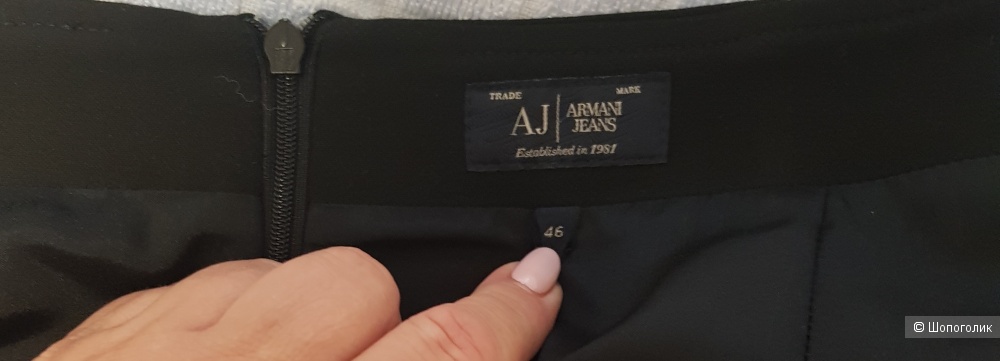 TRADE MARK
AJ ARMANI
JEANS
Established in 1981
46
© Шопоголик